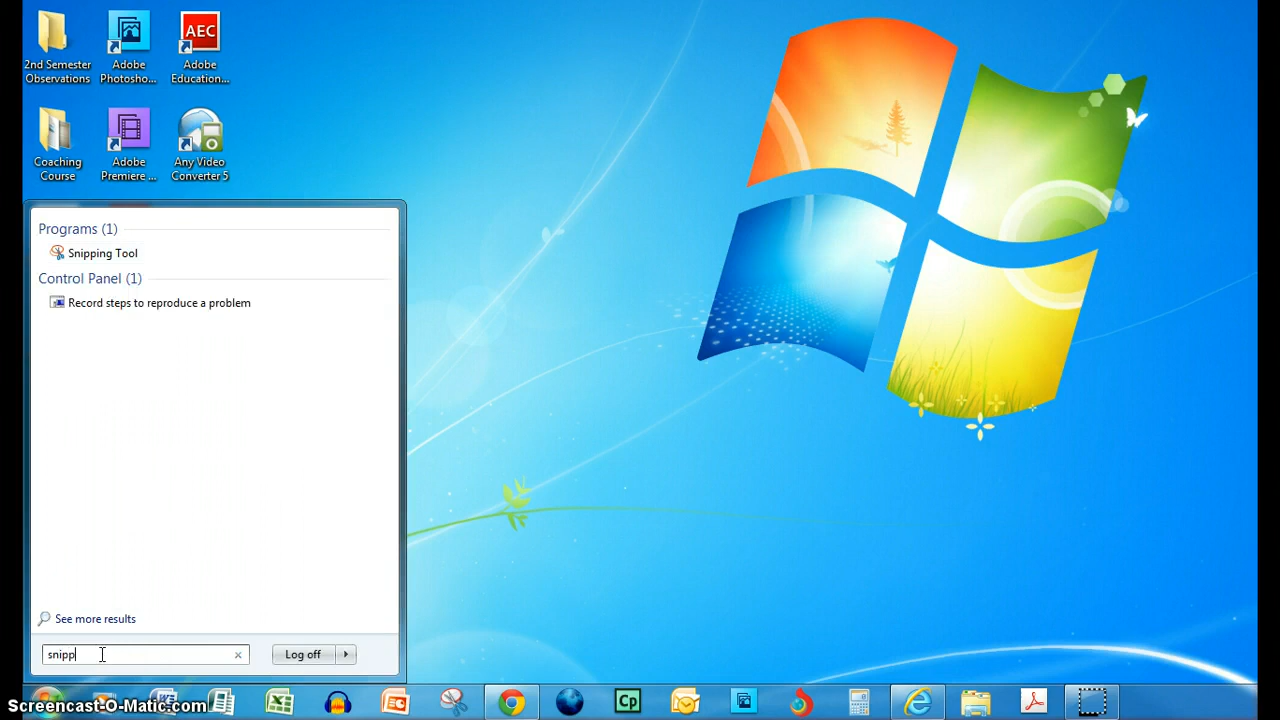 2nd Semester
Observations
Adobe
Photosho...
AEC
Adobe
Education...
Coaching
Course
Adobe
Premiere ...
Any Video
Converter 5
Programs (1)
Snipping Tool
Control Panel (1)
Record steps to reproduce a problem
See more results
snipp
Log off
Cp
Screencast-O-Matic.com